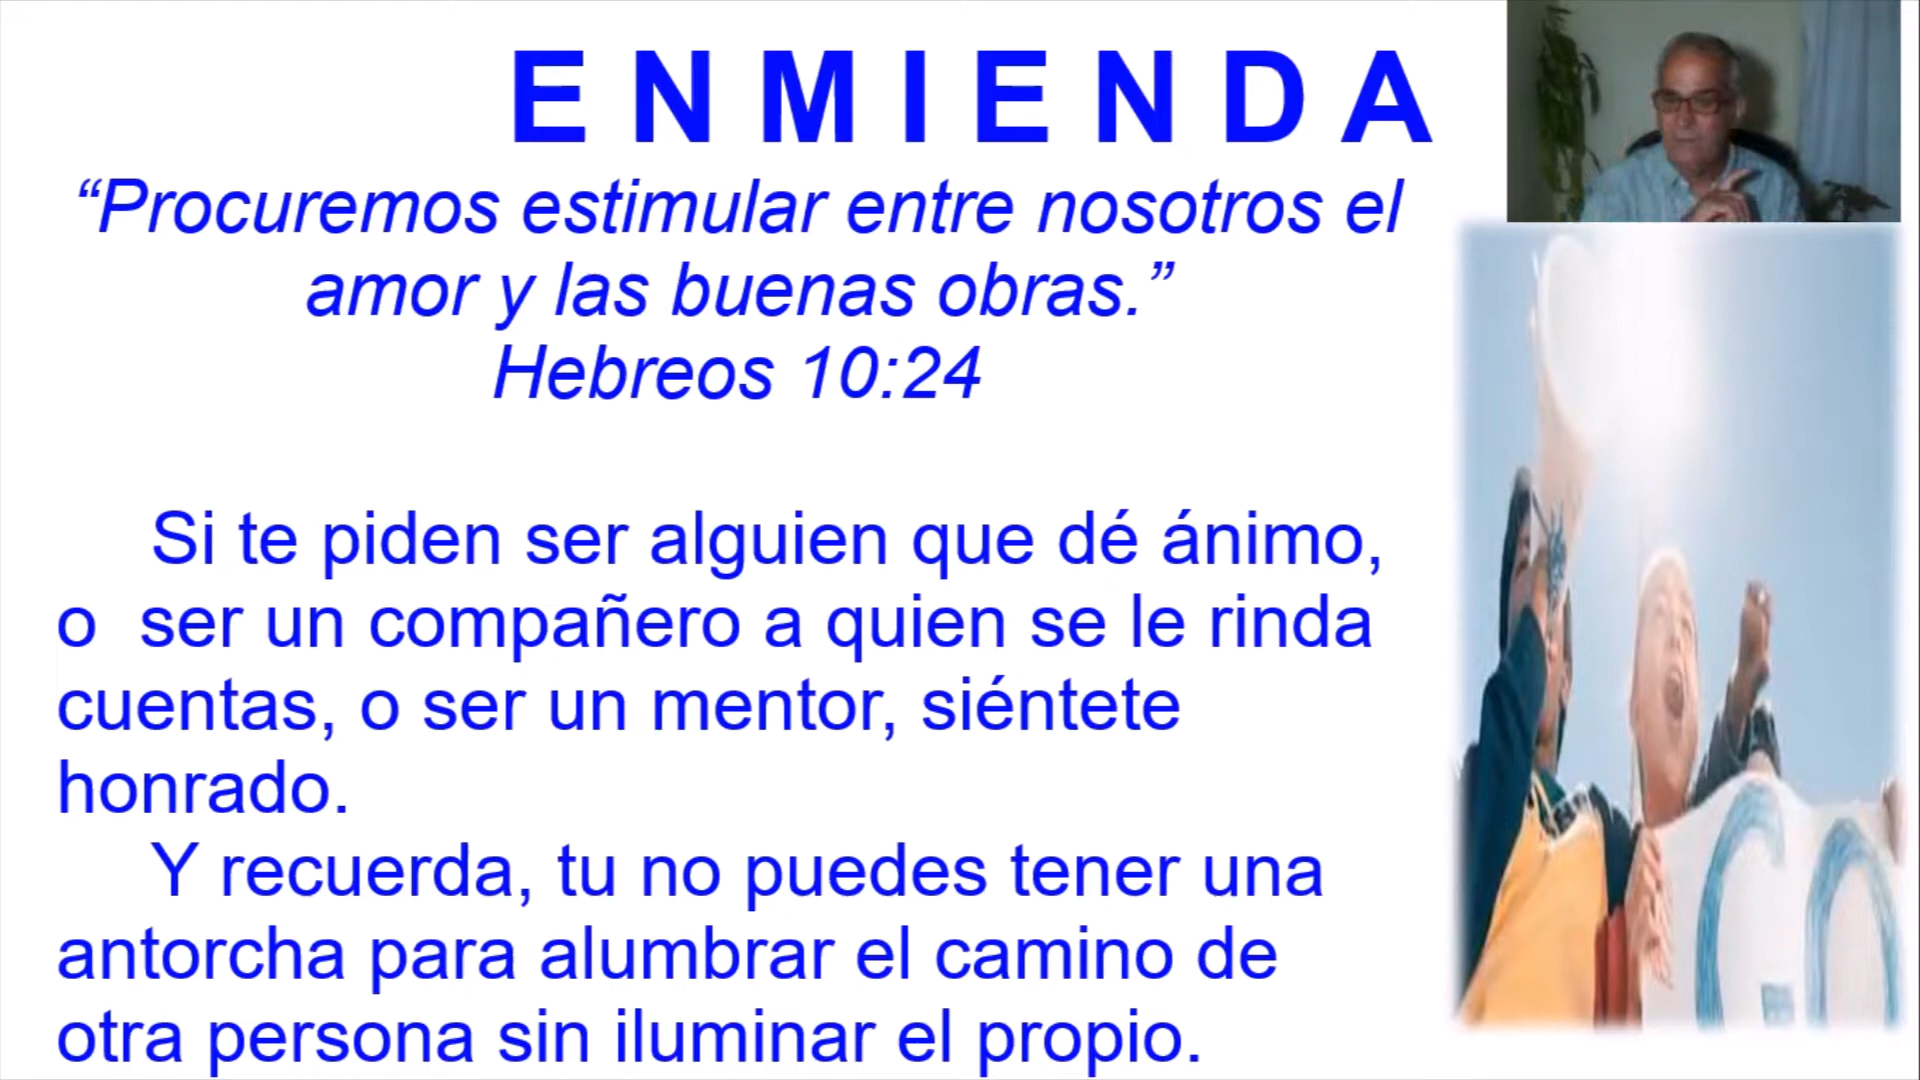 E N M I E N D A
“Procuremos estimular entre nosotros el
amor y las buenas obras.”
Hebreos 10:24
Si te piden ser alguien que dé ánimo,
o  ser un compañero a quien se le rinda
cuentas, o ser un mentor, siéntete
honrado.
Y recuerda, tu no puedes tener una
antorcha para alumbrar el camino de
otra persona sin iluminar el propio.
GO